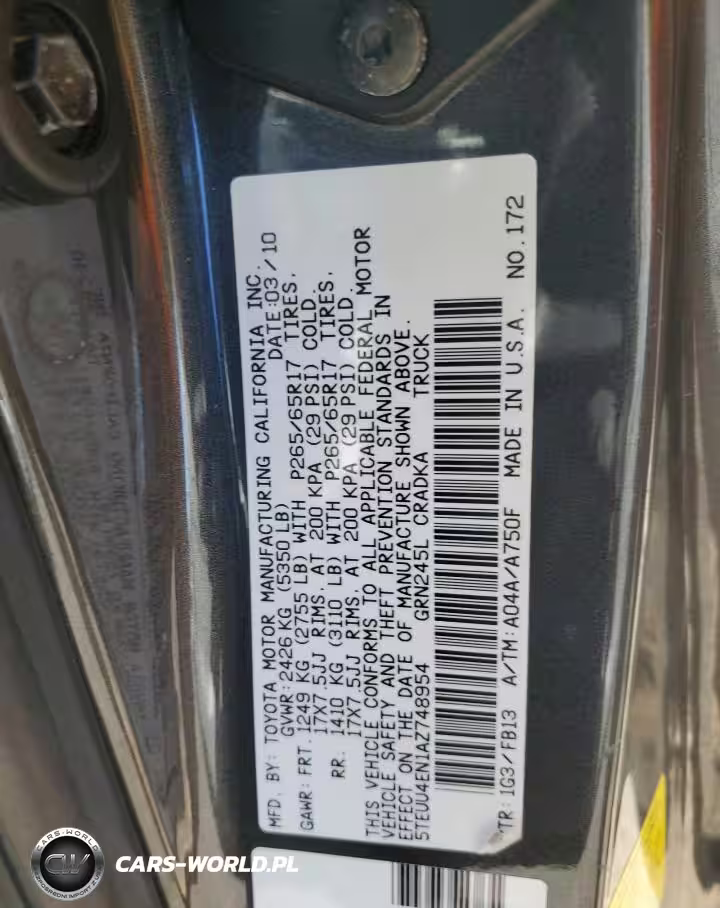 MFD. BY: TOYOTA MOTOR MANUFACTURING CALIFORNIA INC.
GVWR: 2426 KG (5350 LB) DATE: 03/10
GAWR: FRT. 1249 KG (2755 LB) WITH P265/65R17 TIRES.
17X7.5JJ RIMS, AT 200 KPA (29 PSI) COLD.
RR. 1410 KG (3110 LB) WITH P265/65R17 TIRES.
17X7.5JJ RIMS, AT 200 KPA (29 PSI) COLD.
THIS VEHICLE CONFORMS TO ALL APPLICABLE FEDERAL MOTOR
VEHICLE SAFETY AND THEFT PREVENTION STANDARDS IN
EFFECT ON THE DATE OF MANUFACTURE SHOWN ABOVE.
5TEUU4EN1AZ748954 GRN245L CRADKA TRUCK
TR: 1G3/FB13 A/TM: A04A/A750F MADE IN U.S.A. NO.172
CW
CARS-WORLD.PL